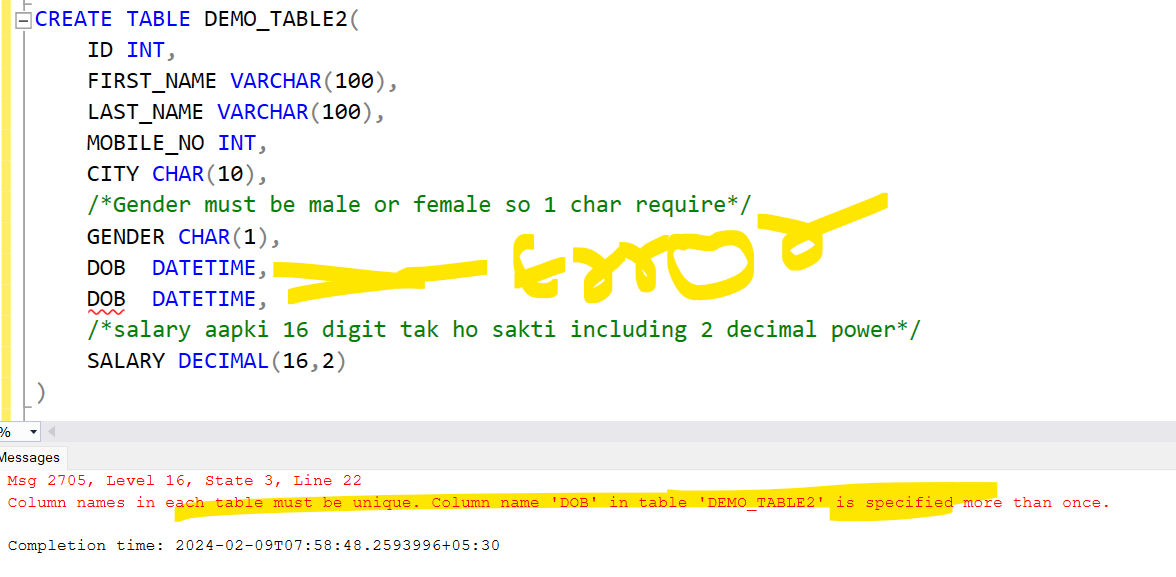 CREATE TABLE DEMO_TABLE2(
ID INT,
FIRST_NAME VARCHAR(100),
LAST_NAME VARCHAR(100),
MOBILE_NO INT,
CITY CHAR(10),
/*Gender must be male or female so 1 char require*/
GENDER CHAR(1),
DOB  DATETIME,
error
DOB  DATETIME,
/*salary aapki 16 digit tak ho sakti including 2 decimal power*/
SALARY DECIMAL(16,2)
)
%
Messages
Msg 2705, Level 16, State 3, Line 22
Column names in each table must be unique. Column name 'DOB' in table 'DEMO_TABLE2' is specified more than once.
Completion time: 2024-02-09T07:58:48.2593996+05:30